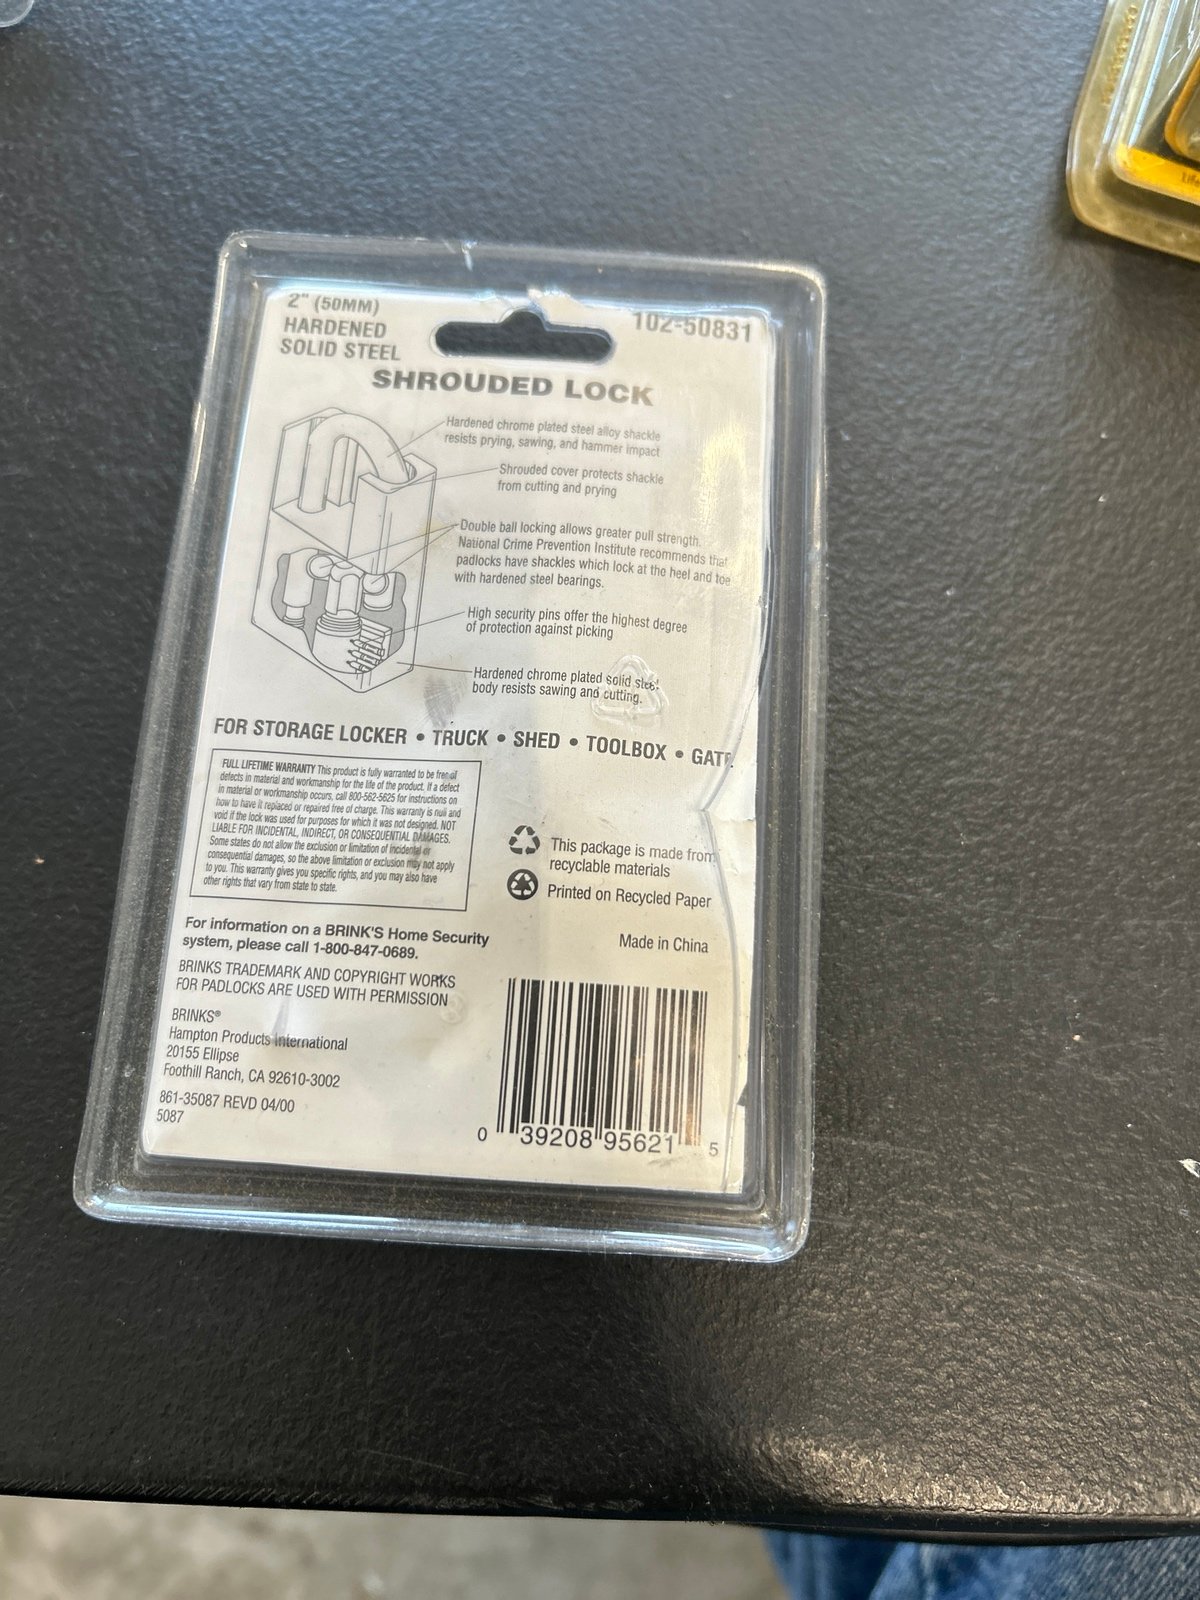 2" (50MM)
HARDENED
SOLID STEEL
102-50831
SHROUDED LOCK
Hardened chrome plated steel alloy shackle
resists prying, sawing, and hammer impact
Shrouded cover protects shackle
from cutting and prying
Double ball locking allows greater pull strength.
National Crime Prevention Institute recommends that
padlocks have shackles which lock at the heel and toe
with hardened steel bearings.
High security pins offer the highest degree
of protection against picking
Hardened chrome plated solid steel
body resists sawing and cutting.
FOR STORAGE LOCKER • TRUCK • SHED • TOOLBOX • GATE
FULL LIFETIME WARRANTY This product is fully warranted to be free of
defects in material and workmanship for the life of the product. If a defect
in material or workmanship occurs, call 800-562-5625 for instructions on
how to have it replaced or repaired free of charge. This warranty is null and
void if the lock was used for purposes for which it was not designed. NOT
LIABLE FOR INCIDENTAL, INDIRECT, OR CONSEQUENTIAL DAMAGES.
Some states do not allow the exclusion or limitation of incidental or
consequential damages, so the above limitation or exclusion may not apply
to you. This warranty gives you specific rights, and you may also have
other rights that vary from state to state.
This package is made from
recyclable materials
Printed on Recycled Paper
For information on a BRINK'S Home Security
system, please call 1-800-847-0689.
Made in China
BRINKS TRADEMARK AND COPYRIGHT WORKS
FOR PADLOCKS ARE USED WITH PERMISSION
BRINKS®
Hampton Products International
20155 Ellipse
Foothill Ranch, CA 92610-3002
861-35087 REVD 04/00
5087
0 39208 95621 5